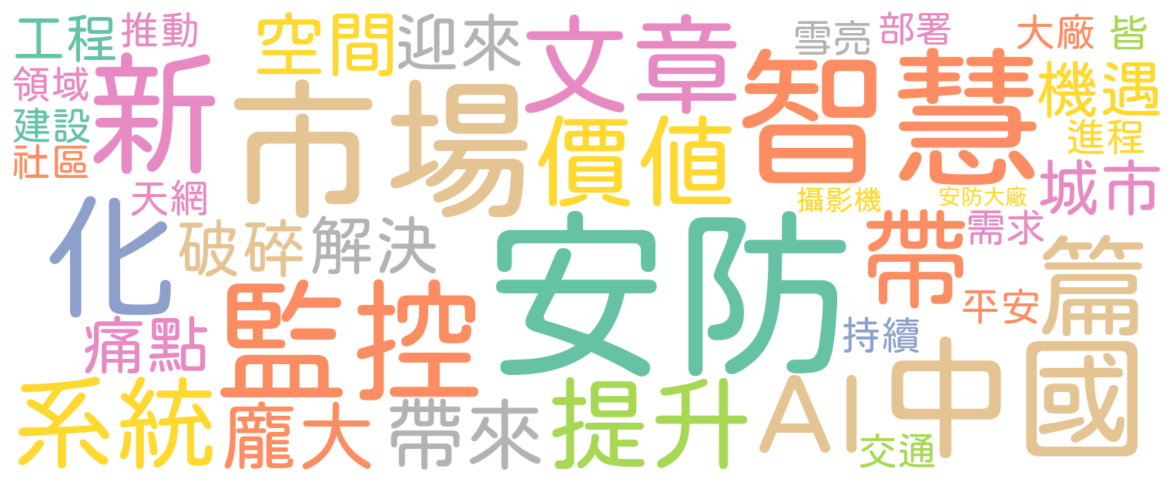 工程
推動
空間
迎來
文章
雪亮
部署
大廠
皆
領域
新
市場
智慧
機遇
建設
價值
進程
社區
天網
攝影機
安防大廠
城市
化
破碎
解決
安防
帶
需求
篇
監控
平安
痛點
持續
中國
系統
龐大
帶來
提升
AI
交通